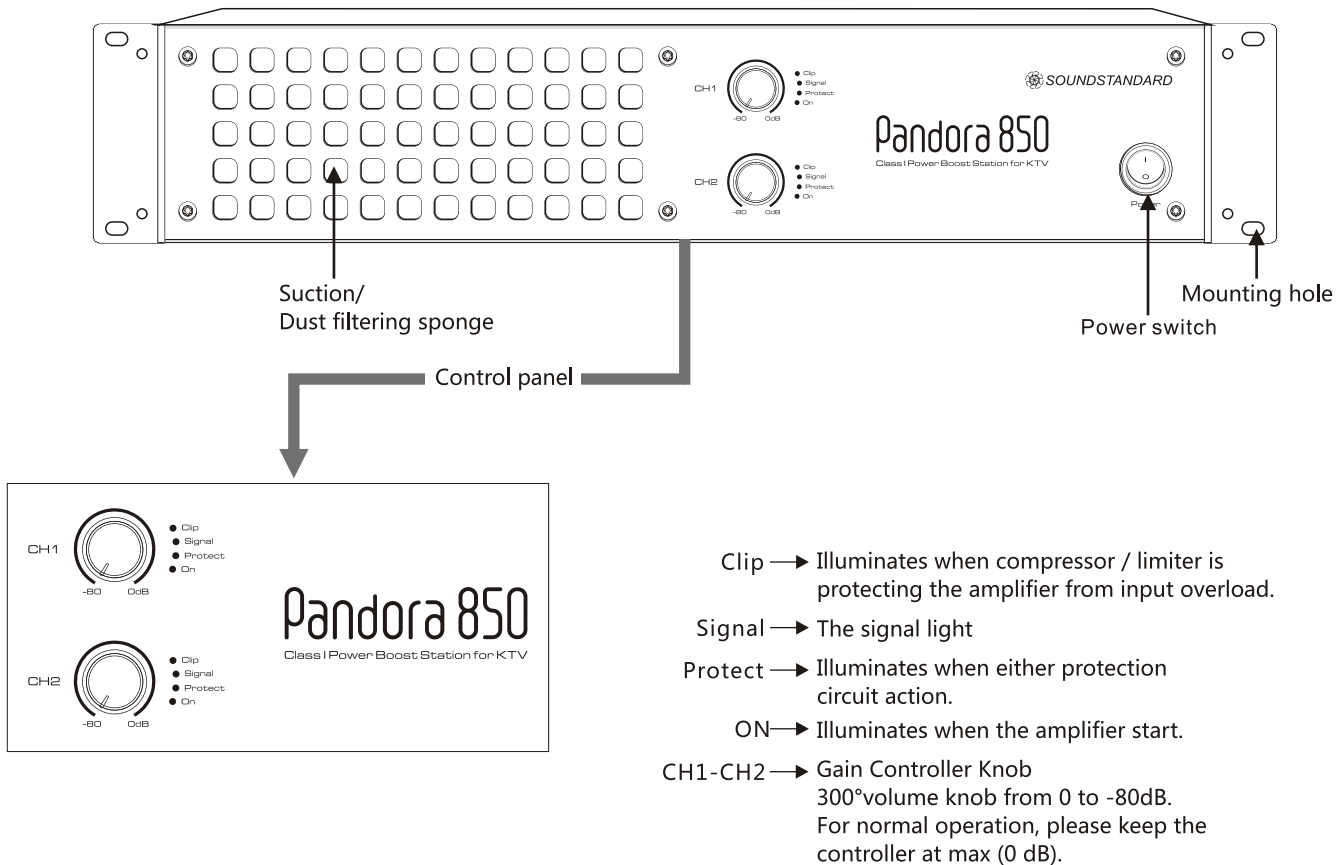 SOUNDSTANDARD
CH1
Clip
Signal
Protect
On
-80 0dB
Pandora 850
Class I Power Boost Station for KTV
CH2
Clip
Signal
Protect
On
-80 0dB
Power
Suction/
Dust filtering sponge
Mounting hole
Power switch
Control panel
CH1
Clip
Signal
Protect
On
-80 0dB
Pandora 850
Class I Power Boost Station for KTV
CH2
Clip
Signal
Protect
On
-80 0dB
Clip Illuminates when compressor / limiter is
protecting the amplifier from input overload.
Signal The signal light
Protect Illuminates when either protection
circuit action.
ON Illuminates when the amplifier start.
CH1-CH2 Gain Controller Knob
300°volume knob from 0 to -80dB.
For normal operation, please keep the
controller at max (0 dB).